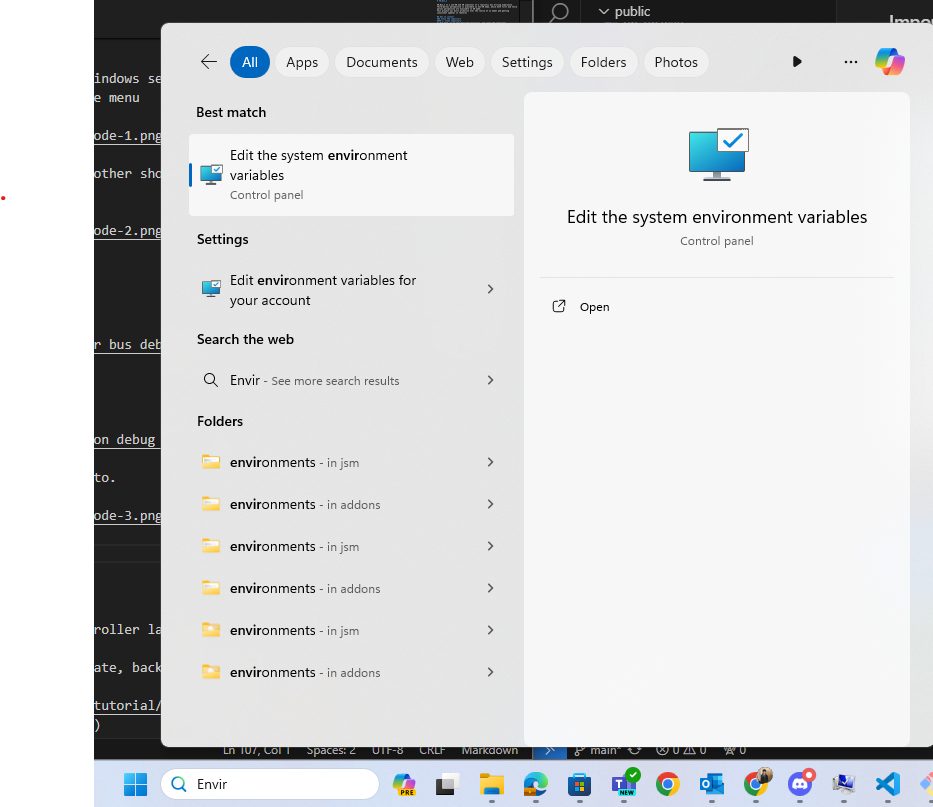 public
Impor
indows se
e menu
ode-1.png
other sho
ode-2.png
r bus deb
on debug
to.
ode-3.png
roller la
ate, back
tutorial/
)
All
Apps
Documents
Web
Settings
Folders
Photos
Best match
Edit the system environment
variables
Control panel
Settings
Edit environment variables for
your account
Search the web
Envir - See more search results
Folders
environments - in jsm
environments - in addons
environments - in jsm
environments - in addons
environments - in jsm
environments - in addons
Edit the system environment variables
Control panel
Open
Ln 107, Col 1 Spaces: 2 UTF-8 CRLF Markdown main* 0 0 0
Envir
PRE
NEW